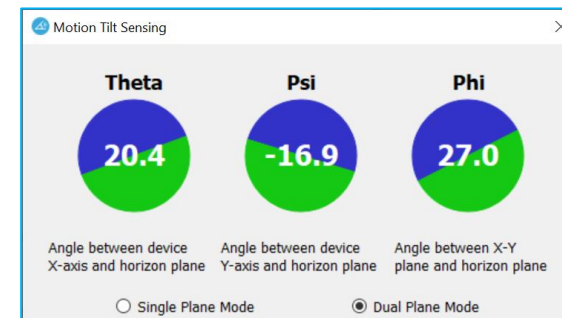 Motion Tilt Sensing
Theta Psi Phi
20.4 -16.9 27.0
Angle between device Angle between device Angle between X-Y
X-axis and horizon plane Y-axis and horizon plane plane and horizon plane
Single Plane Mode Dual Plane Mode